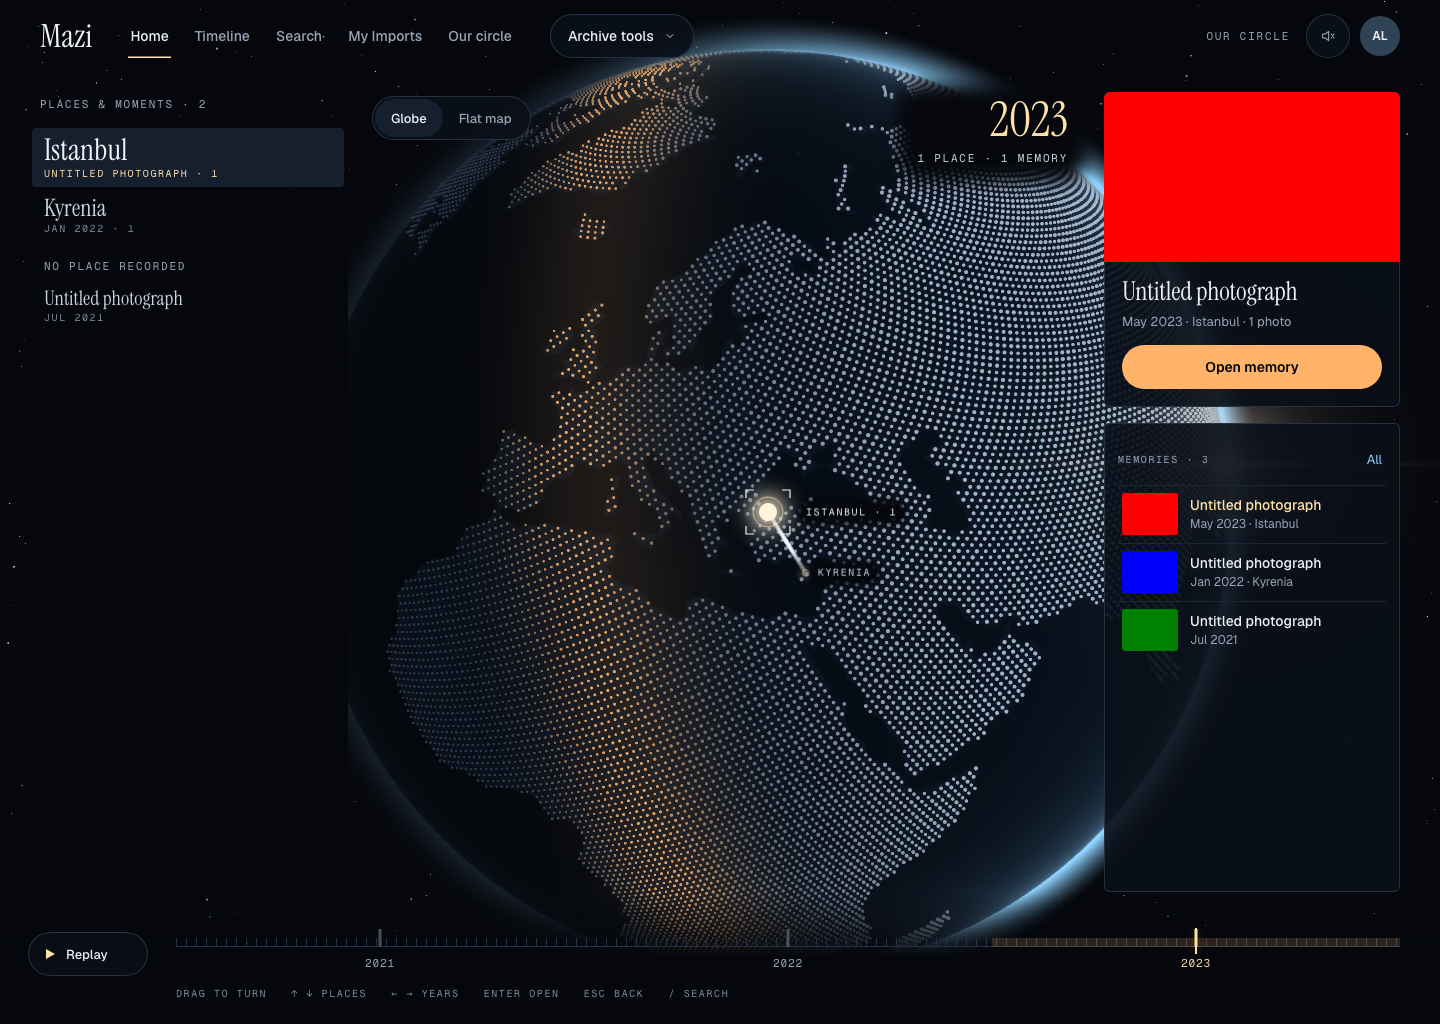 Mazi
Home
Timeline
Search
My Imports
Our circle
Archive tools
OUR CIRCLE
AL
PLACES & MOMENTS · 2
Istanbul
UNTITLED PHOTOGRAPH · 1
Kyrenia
JAN 2022 · 1
NO PLACE RECORDED
Untitled photograph
JUL 2021
Globe
Flat map
2023
1 PLACE · 1 MEMORY
ISTANBUL · 1
KYRENIA
Untitled photograph
May 2023 · Istanbul · 1 photo
Open memory
MEMORIES · 3
All
Untitled photograph
May 2023 · Istanbul
Untitled photograph
Jan 2022 · Kyrenia
Untitled photograph
Jul 2021
Replay
2021
2022
2023
DRAG TO TURN
↑ ↓ PLACES
← → YEARS
ENTER OPEN
ESC BACK
/ SEARCH